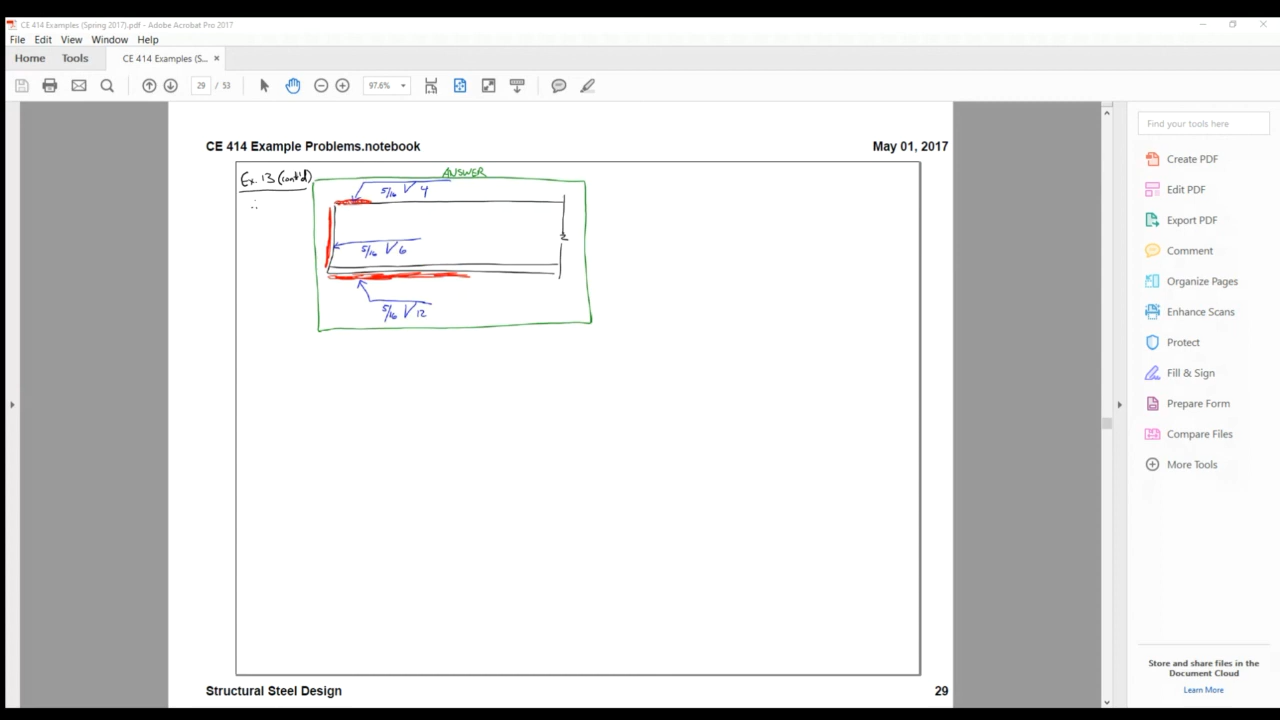 CE 414 Examples (Spring 2017).pdf - Adobe Acrobat Pro 2017
File Edit View Window Help
Home Tools CE 414 Examples (S... ×
29 / 53 97.6%
Find your tools here
Create PDF
Edit PDF
Export PDF
Comment
Organize Pages
Enhance Scans
Protect
Fill & Sign
Prepare Form
Compare Files
More Tools
Store and share files in the
Document Cloud
Learn More
CE 414 Example Problems.notebook May 01, 2017
Ex. 13 (cont'd) ANSWER
∴
5/16 4
5/16 6
5/16 12
Structural Steel Design 29